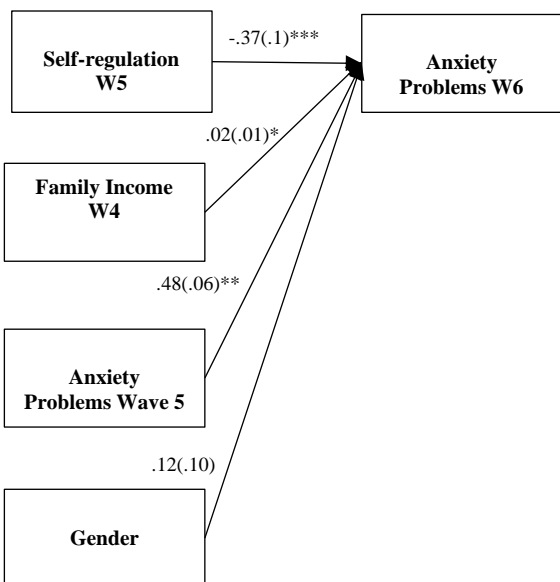 Self-regulation
W5
-.37(.1)***
Anxiety
Problems W6
.02(.01)*
Family Income
W4
.48(.06)**
Anxiety
Problems Wave 5
.12(.10)
Gender